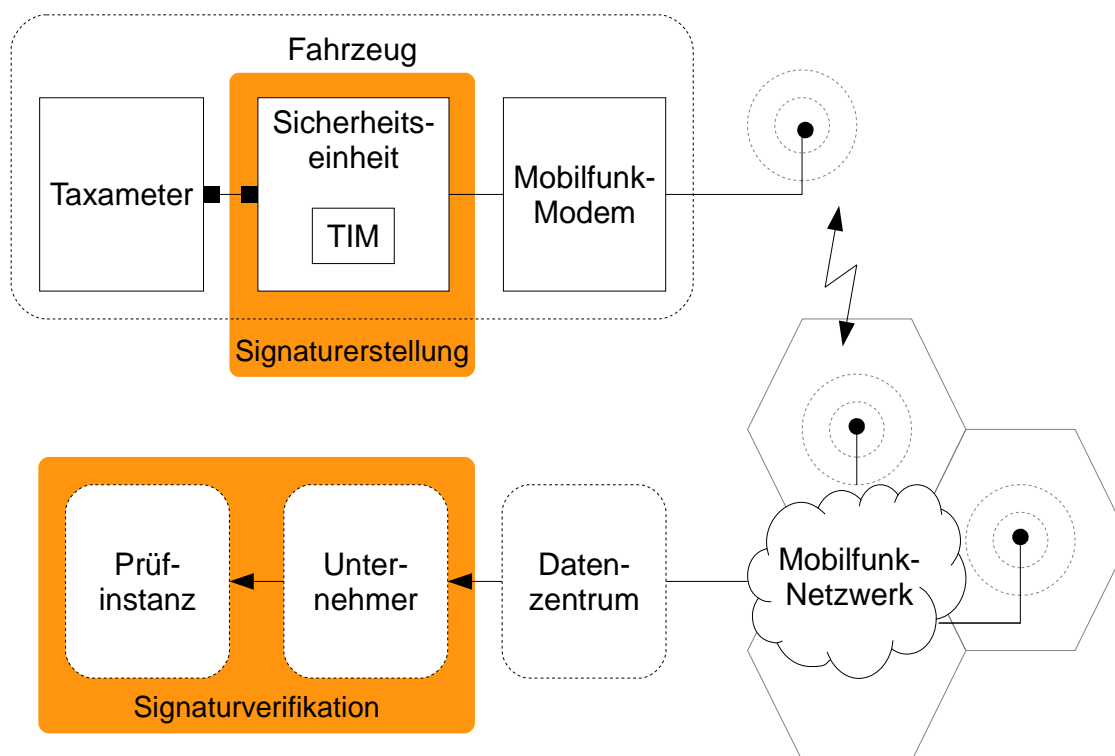 Fahrzeug
Taxameter
Sicherheits-
einheit
TIM
Mobilfunk-
Modem
Signaturerstellung
Prüf-
instanz
Unter-
nehmer
Daten-
zentrum
Mobilfunk-
Netzwerk
Signaturverifikation